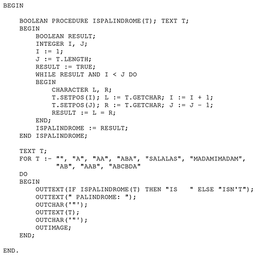 BEGIN
BOOLEAN PROCEDURE ISPALINDROME(T); TEXT T;
BEGIN
BOOLEAN RESULT;
INTEGER I, J;
I := 1;
J := T.LENGTH;
RESULT := TRUE;
WHILE RESULT AND I < J DO
BEGIN
CHARACTER L, R;
T.SETPOS(I); L := T.GETCHAR; I := I + 1;
T.SETPOS(J); R := T.GETCHAR; J := J - 1;
RESULT := L = R;
END;
ISPALINDROME := RESULT;
END ISPALINDROME;
TEXT T;
FOR T :- "", "A", "AA", "ABA", "SALALAS", "MADAMIMADAM",
"AB", "AAB", "ABCBDA"
DO
BEGIN
OUTTEXT(IF ISPALINDROME(T) THEN "IS   " ELSE "ISN'T");
OUTTEXT(" PALINDROME: ");
OUTCHAR('"');
OUTTEXT(T);
OUTCHAR('"');
OUTIMAGE;
END;
END.